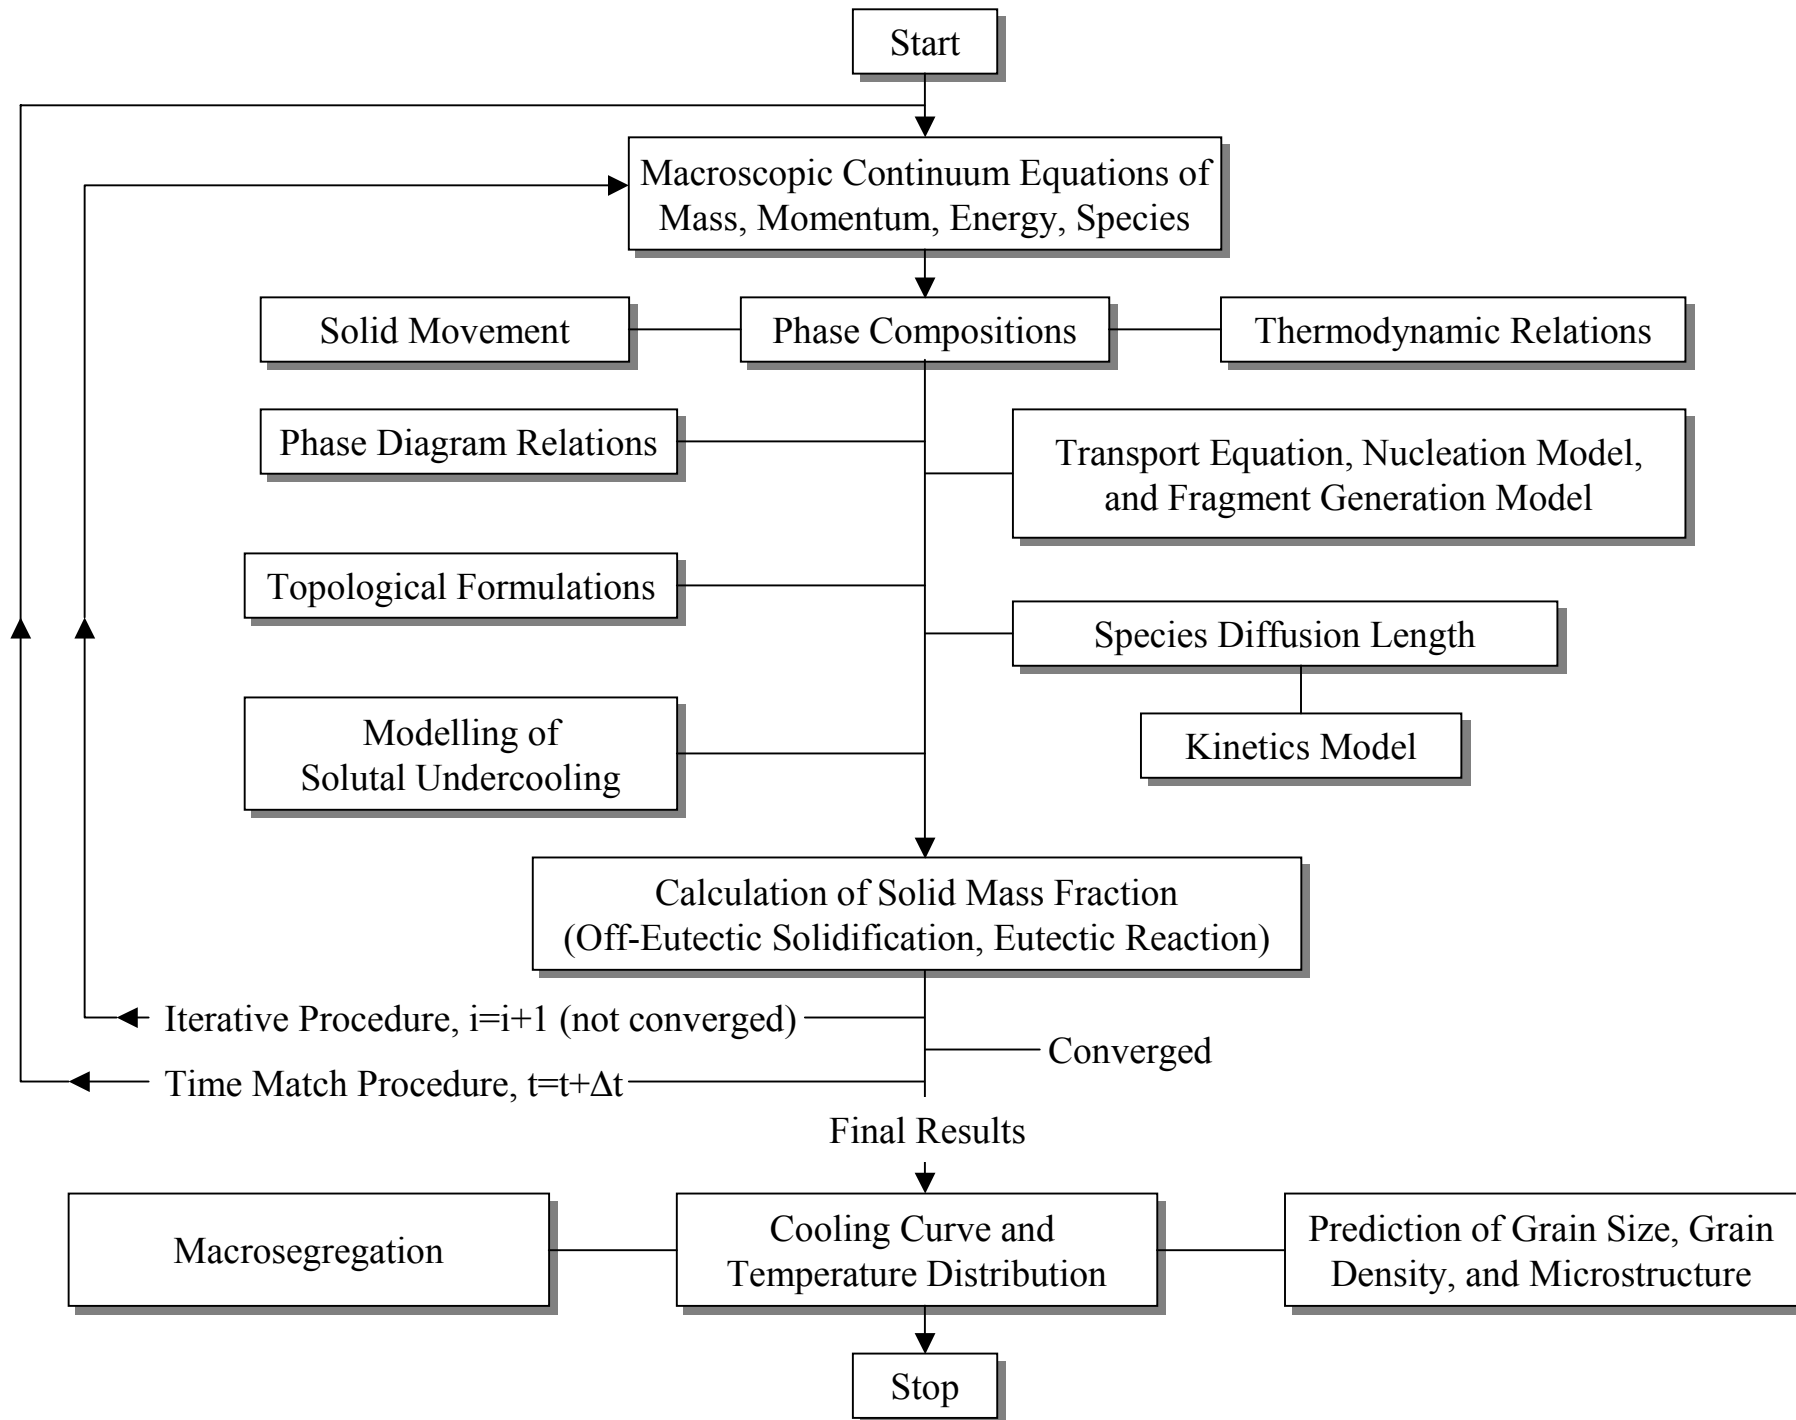 Start
Macroscopic Continuum Equations of
Mass, Momentum, Energy, Species
Solid Movement
Phase Compositions
Thermodynamic Relations
Phase Diagram Relations
Transport Equation, Nucleation Model,
and Fragment Generation Model
Topological Formulations
Species Diffusion Length
Modelling of
Solutal Undercooling
Kinetics Model
Calculation of Solid Mass Fraction
(Off-Eutectic Solidification, Eutectic Reaction)
Iterative Procedure, i=i+1 (not converged)
Converged
Time Match Procedure, t=t+Δt
Final Results
Macrosegregation
Cooling Curve and
Temperature Distribution
Prediction of Grain Size, Grain
Density, and Microstructure
Stop